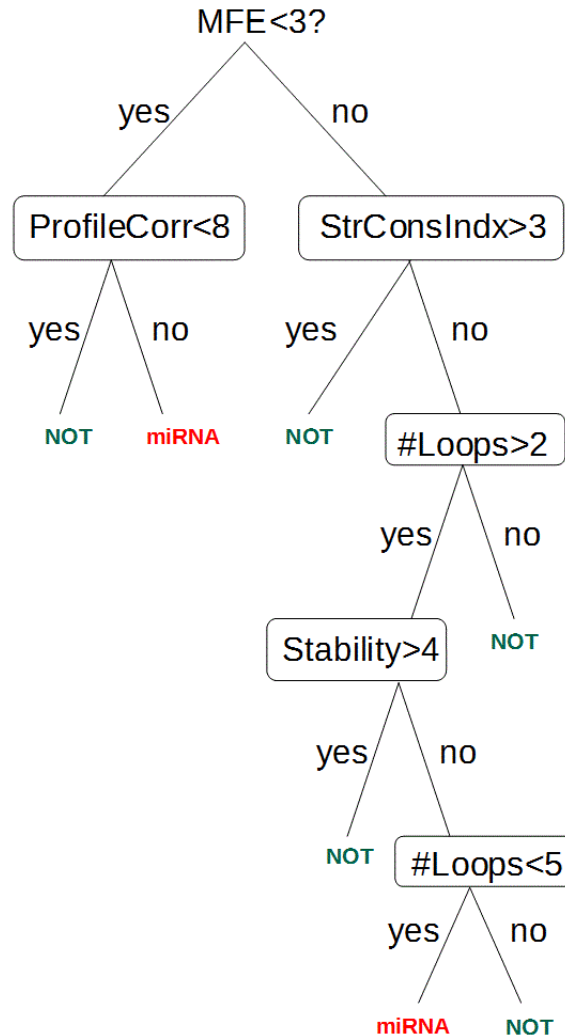 MFE<3?
yes
no
ProfileCorr<8
StrConsIndx>3
yes
no
yes
no
NOT
miRNA
NOT
#Loops>2
yes
no
Stability>4
NOT
yes
no
NOT
#Loops<5
yes
no
miRNA
NOT